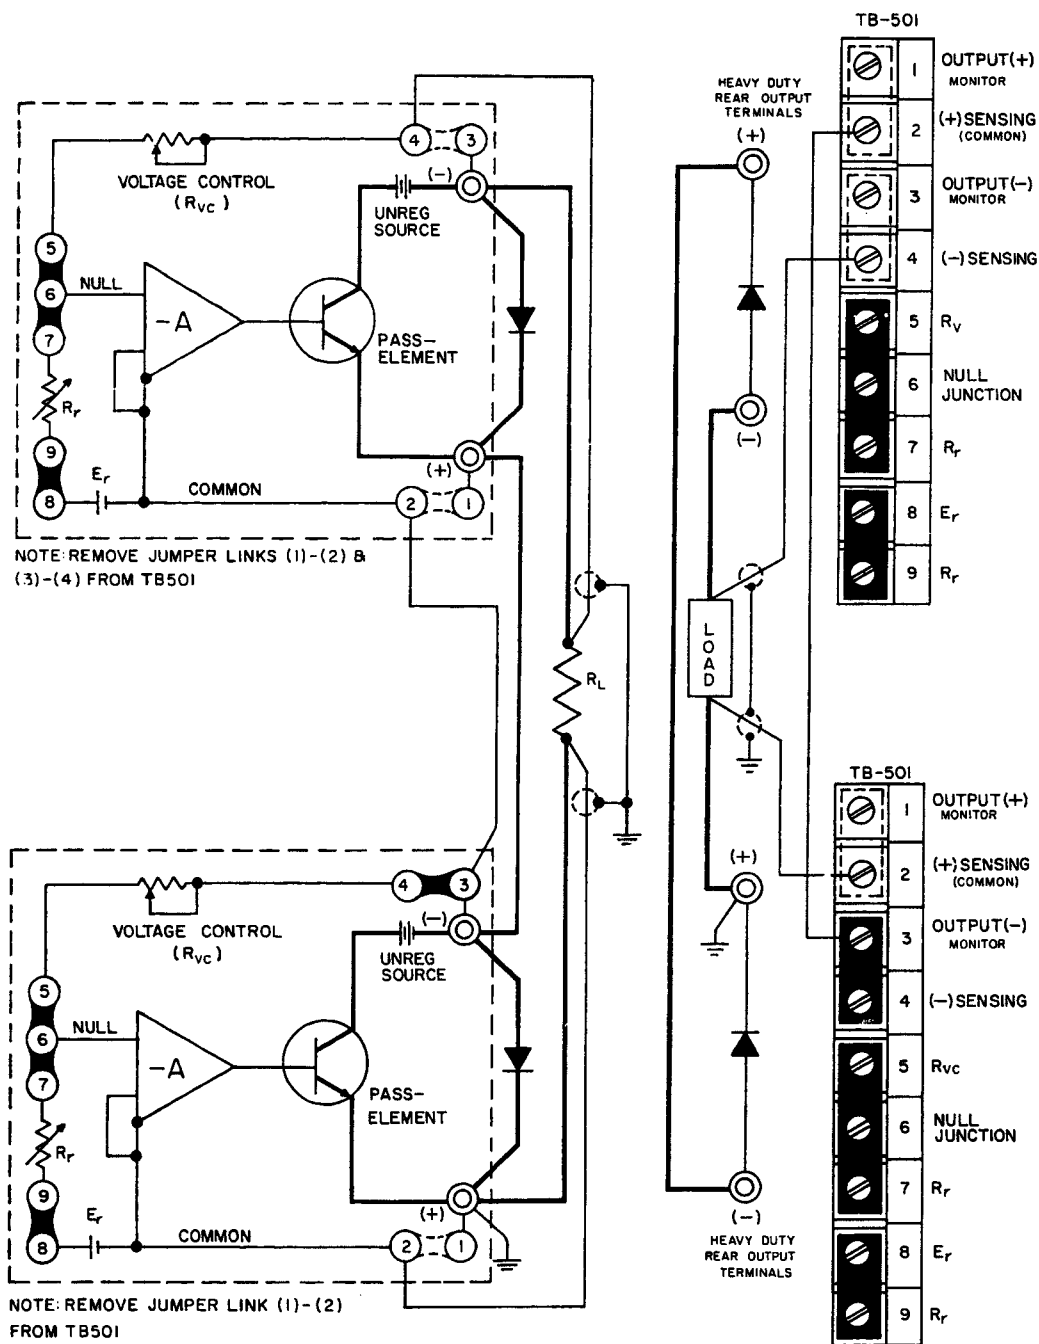 4
3
VOLTAGE CONTROL
(RVC)
(-)
UNREG
SOURCE
5
6
NULL
7
-A
PASS-
ELEMENT
Rr
9
8
Er
COMMON
(+)
2
1
NOTE: REMOVE JUMPER LINKS (1)-(2) &
(3)-(4) FROM TB501
RL
4
3
VOLTAGE CONTROL
(RVC)
(-)
UNREG
SOURCE
5
6
NULL
7
-A
PASS-
ELEMENT
Rr
9
8
Er
COMMON
(+)
2
1
NOTE: REMOVE JUMPER LINK (1)-(2)
FROM TB501
HEAVY DUTY
REAR OUTPUT
TERMINALS
(+)
(-)
LOAD
(+)
(-)
HEAVY DUTY
REAR OUTPUT
TERMINALS
TB-501
1 OUTPUT(+)
MONITOR
2 (+)SENSING
(COMMON)
3 OUTPUT(-)
MONITOR
4 (-)SENSING
5 Rv
6 NULL
JUNCTION
7 Rr
8 Er
9 Rr
TB-501
1 OUTPUT(+)
MONITOR
2 (+)SENSING
(COMMON)
3 OUTPUT(-)
MONITOR
4 (-)SENSING
5 RVC
6 NULL
JUNCTION
7 Rr
8 Er
9 Rr